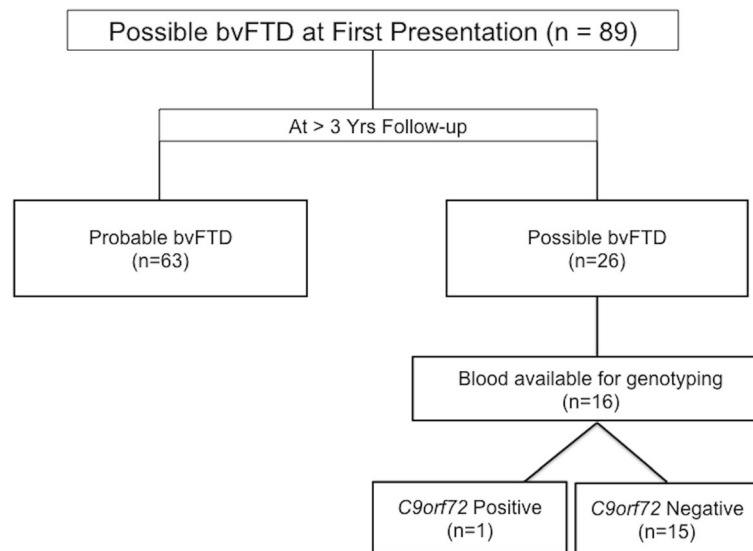 Possible bvFTD at First Presentation (n = 89)
At > 3 Yrs Follow-up
Probable bvFTD
(n=63)
Possible bvFTD
(n=26)
Blood available for genotyping
(n=16)
C9orf72 Positive
(n=1)
C9orf72 Negative
(n=15)